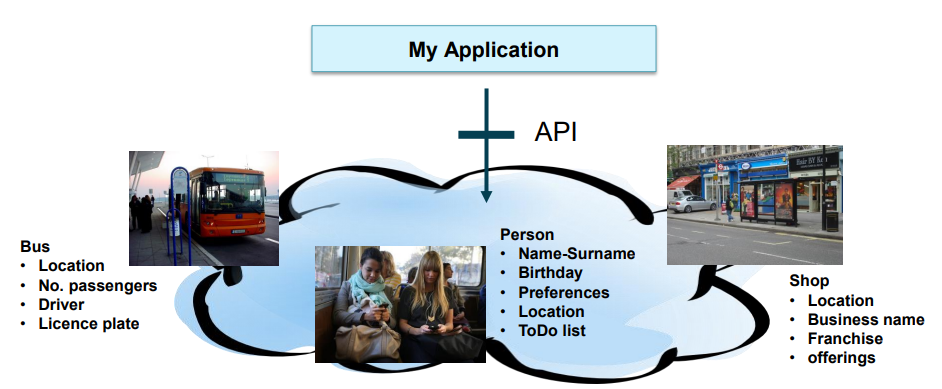 My Application
API
Bus
• Location
• No. passengers
• Driver
• Licence plate
Person
• Name-Surname
• Birthday
• Preferences
• Location
• ToDo list
Shop
• Location
• Business name
• Franchise
• offerings